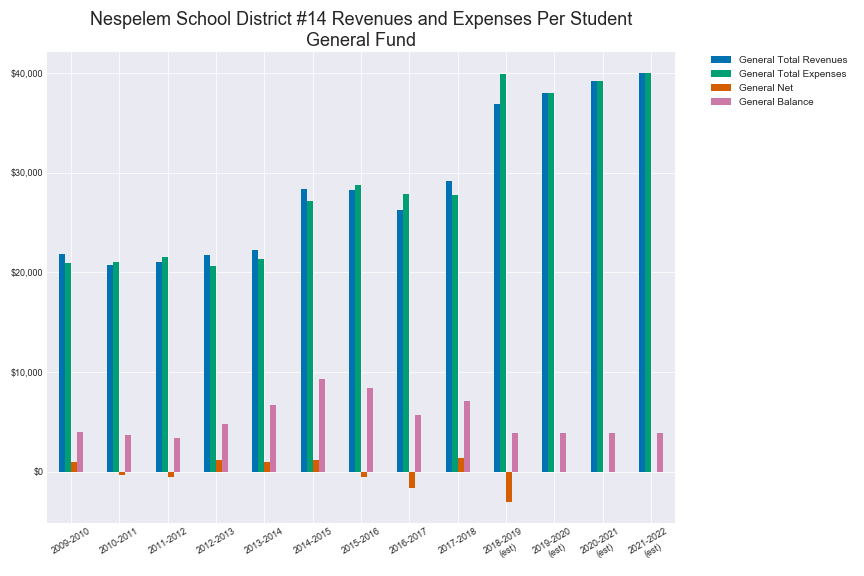 Nespelem School District #14 Revenues and Expenses Per Student
General Fund
General Total Revenues
General Total Expenses
General Net
General Balance
$40,000
$30,000
$20,000
$10,000
$0
2009-2010
2010-2011
2011-2012
2012-2013
2013-2014
2014-2015
2015-2016
2016-2017
2017-2018
2018-2019
(est)
2019-2020
(est)
2020-2021
(est)
2021-2022
(est)